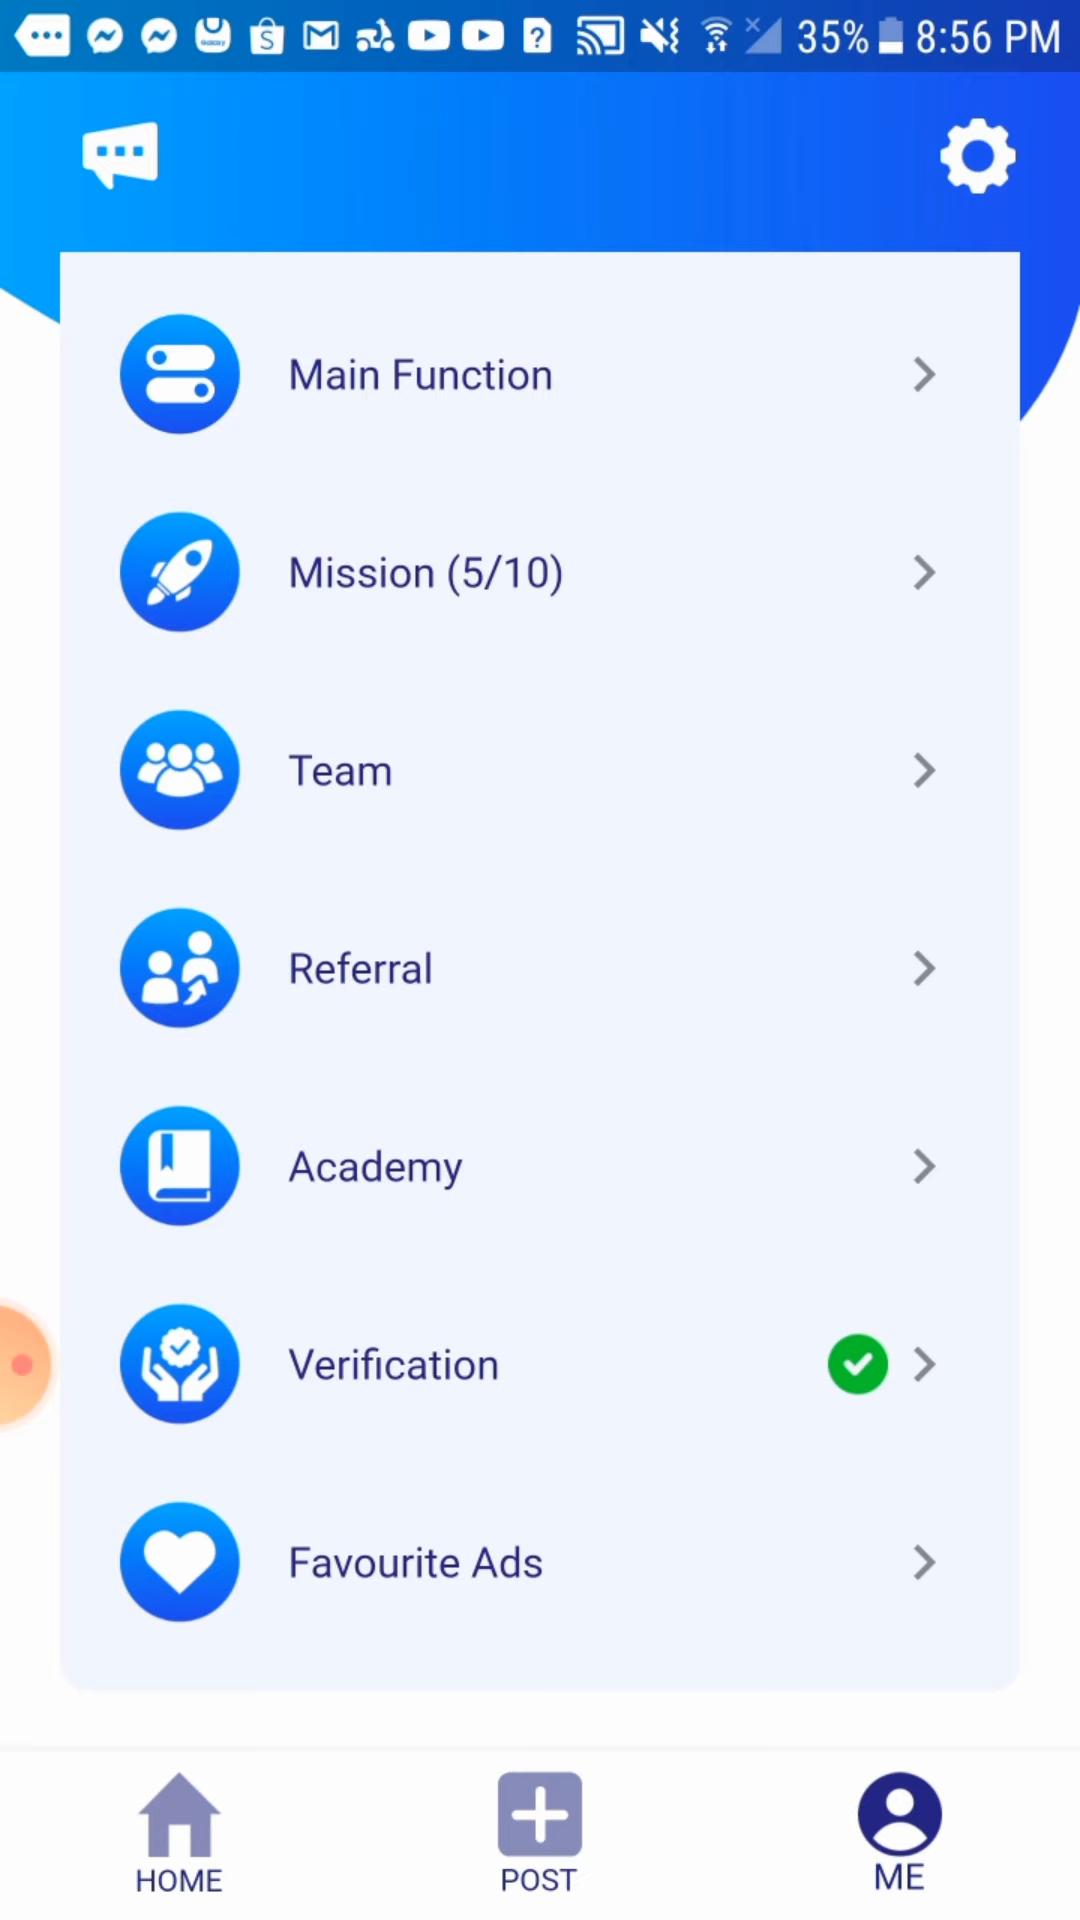 35% 8:56 PM
Main Function
Mission (5/10)
Team
Referral
Academy
Verification
Favourite Ads
HOME POST ME